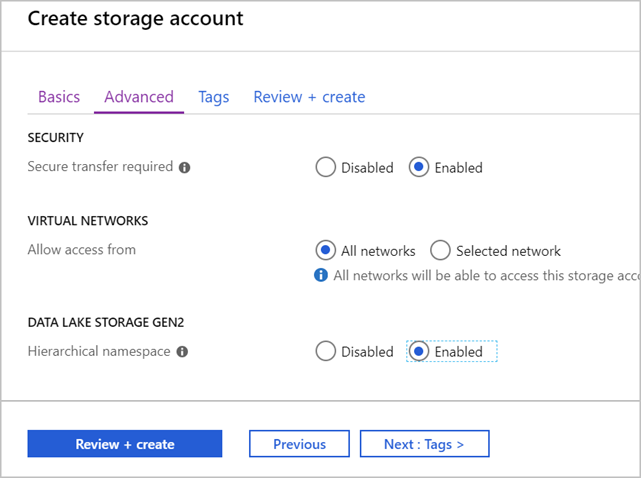 Create storage account
Basics Advanced Tags Review + create
SECURITY
Secure transfer required Disabled Enabled
VIRTUAL NETWORKS
Allow access from All networks Selected network
All networks will be able to access this storage acc
DATA LAKE STORAGE GEN2
Hierarchical namespace Disabled Enabled
Review + create Previous Next : Tags >